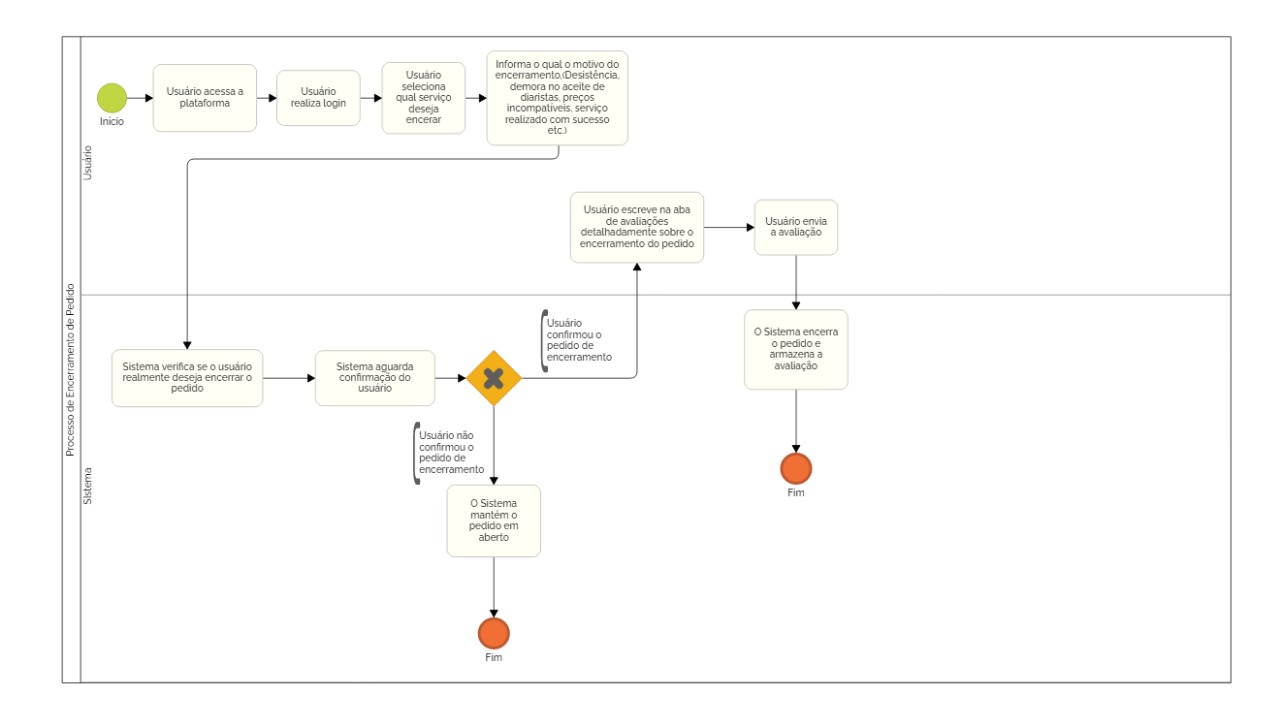 Processo de Encerramento de Pedido
Usuário
Início
Usuário acessa a
plataforma
Usuário
realiza login
Usuário
seleciona
qual serviço
deseja
encerar
Informa o qual o motivo do
encerramento,(Desistência,
demora no aceite de
diaristas, preços
incompatíveis, serviço
realizado com sucesso
etc.)
Usuário escreve na aba
de avaliações
detalhadamente sobre o
encerramento do pedido
Usuário envia
a avaliação
Sistema
Sistema verifica se o usuário
realmente deseja encerrar o
pedido
Sistema aguarda
confirmação do
usuário
Usuário
confirmou o
pedido de
encerramento
O Sistema encerra
o pedido e
armazena a
avaliação
Usuário não
confirmou o
pedido de
encerramento
Fim
O Sistema
mantém o
pedido em
aberto
Fim